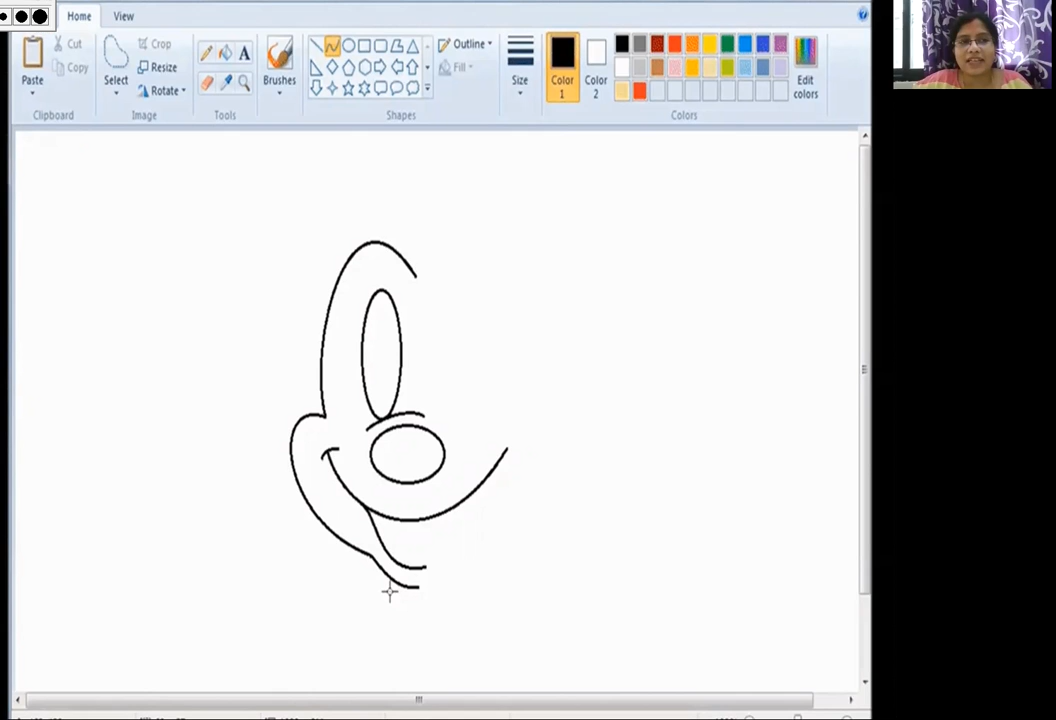 Home View
Paste
Cut
Copy
Clipboard
Select
Crop
Resize
Rotate
Image
A
Tools
Brushes
Outline
Fill
Shapes
Size
Color 1
Color 2
Edit colors
Colors